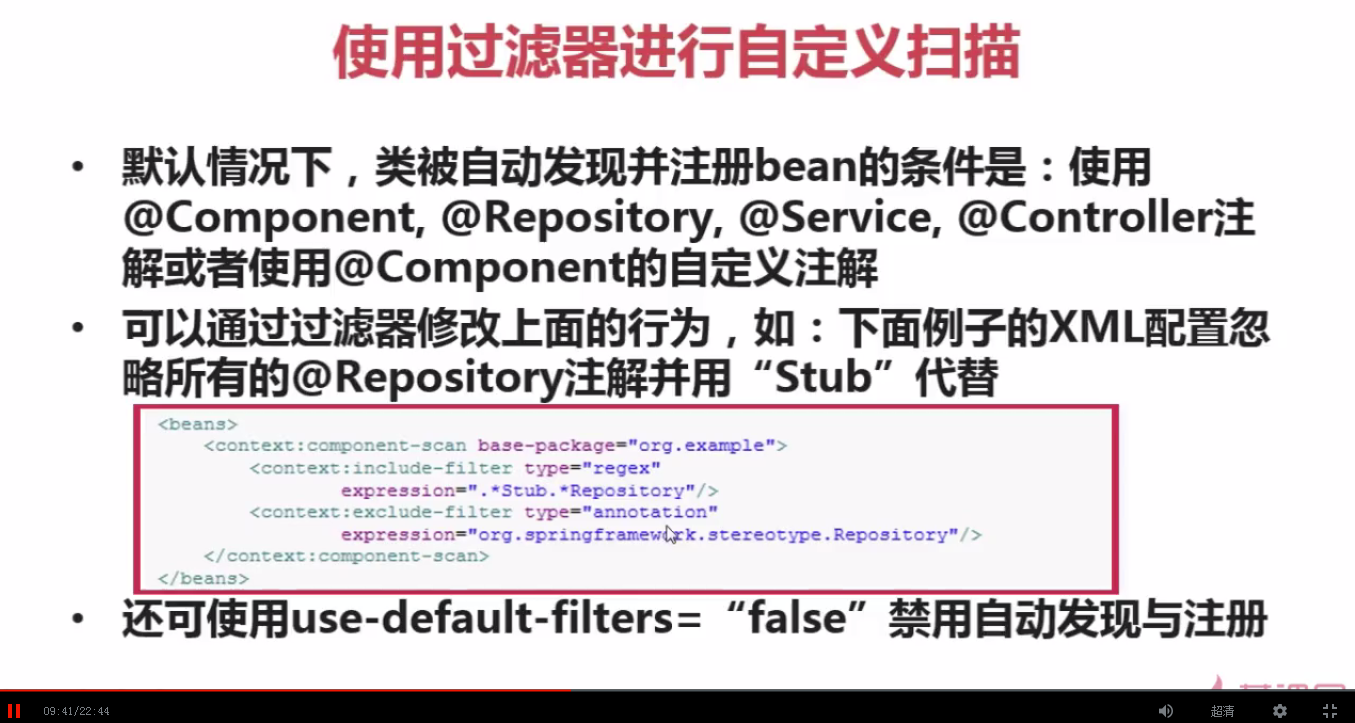 使用过滤器进行自定义扫描
• 默认情况下，类被自动发现并注册bean的条件是：使用
@Component, @Repository, @Service, @Controller注
解或者使用@Component的自定义注解
• 可以通过过滤器修改上面的行为，如：下面例子的XML配置忽
略所有的@Repository注解并用“Stub”代替
<beans>
<context:component-scan base-package="org.example">
<context:include-filter type="regex"
expression=".*Stub.*Repository"/>
<context:exclude-filter type="annotation"
expression="org.springframework.stereotype.Repository"/>
</context:component-scan>
</beans>
• 还可使用use-default-filters=“false”禁用自动发现与注册
09:41/22:44
超清